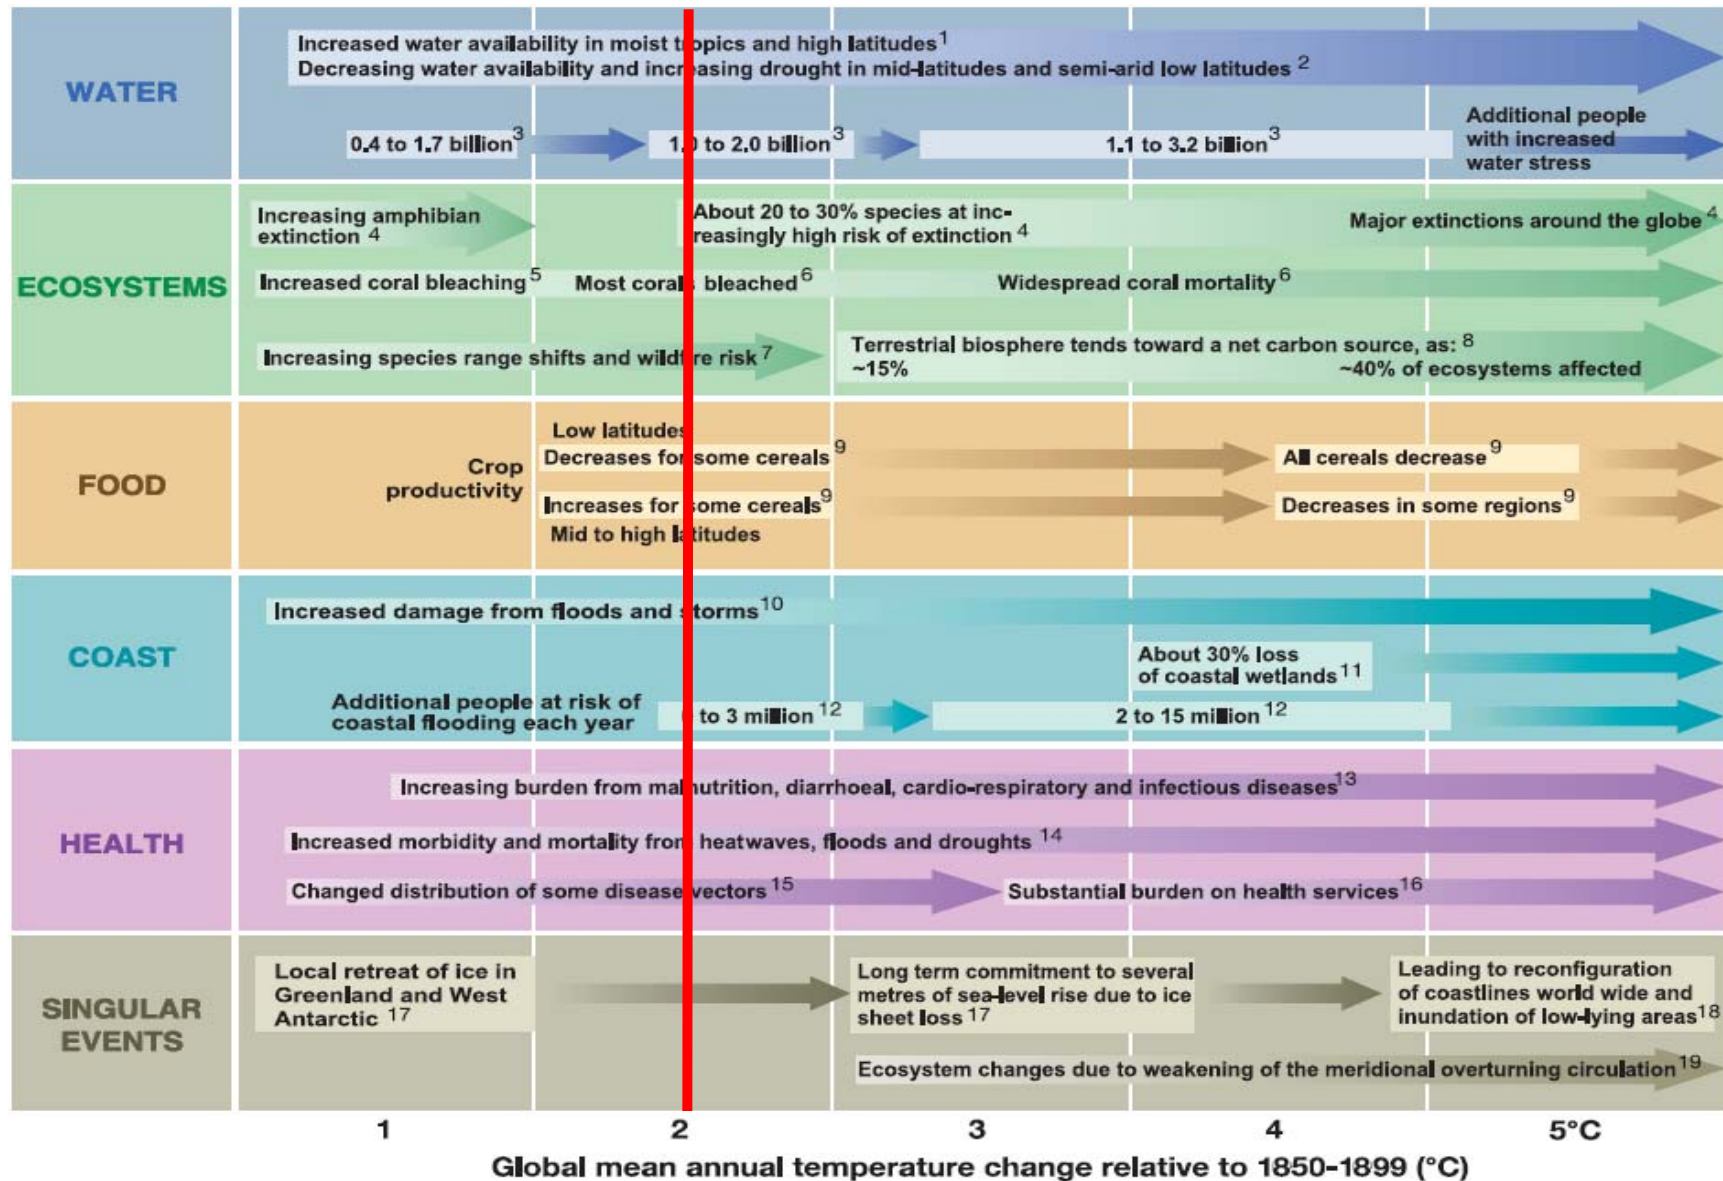 WATER
Increased water availability in moist tropics and high latitudes 1
Decreasing water availability and increasing drought in mid-latitudes and semi-arid low latitudes 2
0.4 to 1.7 billion 3
1.0 to 2.0 billion 3
1.1 to 3.2 billion 3
Additional people
with increased
water stress
ECOSYSTEMS
Increasing amphibian
extinction 4
About 20 to 30% species at inc-
reasingly high risk of extinction 4
Major extinctions around the globe 4
Increased coral bleaching 5
Most corals bleached 6
Widespread coral mortality 6
Increasing species range shifts and wildfire risk 7
Terrestrial biosphere tends toward a net carbon source, as: 8
~15%
~40% of ecosystems affected
FOOD
Crop
productivity
Low latitudes
Decreases for some cereals 9
All cereals decrease 9
Increases for some cereals 9
Mid to high latitudes
Decreases in some regions 9
COAST
Increased damage from floods and storms 10
About 30% loss
of coastal wetlands 11
Additional people at risk of
coastal flooding each year
to 3 million 12
2 to 15 million 12
HEALTH
Increasing burden from malnutrition, diarrhoeal, cardio-respiratory and infectious diseases 13
Increased morbidity and mortality from heatwaves, floods and droughts 14
Changed distribution of some disease vectors 15
Substantial burden on health services 16
SINGULAR
EVENTS
Local retreat of ice in
Greenland and West
Antarctic 17
Long term commitment to several
metres of sea-level rise due to ice
sheet loss 17
Leading to reconfiguration
of coastlines world wide and
inundation of low-lying areas 18
Ecosystem changes due to weakening of the meridional overturning circulation 19
1 2 3 4 5°C
Global mean annual temperature change relative to 1850-1899 (°C)